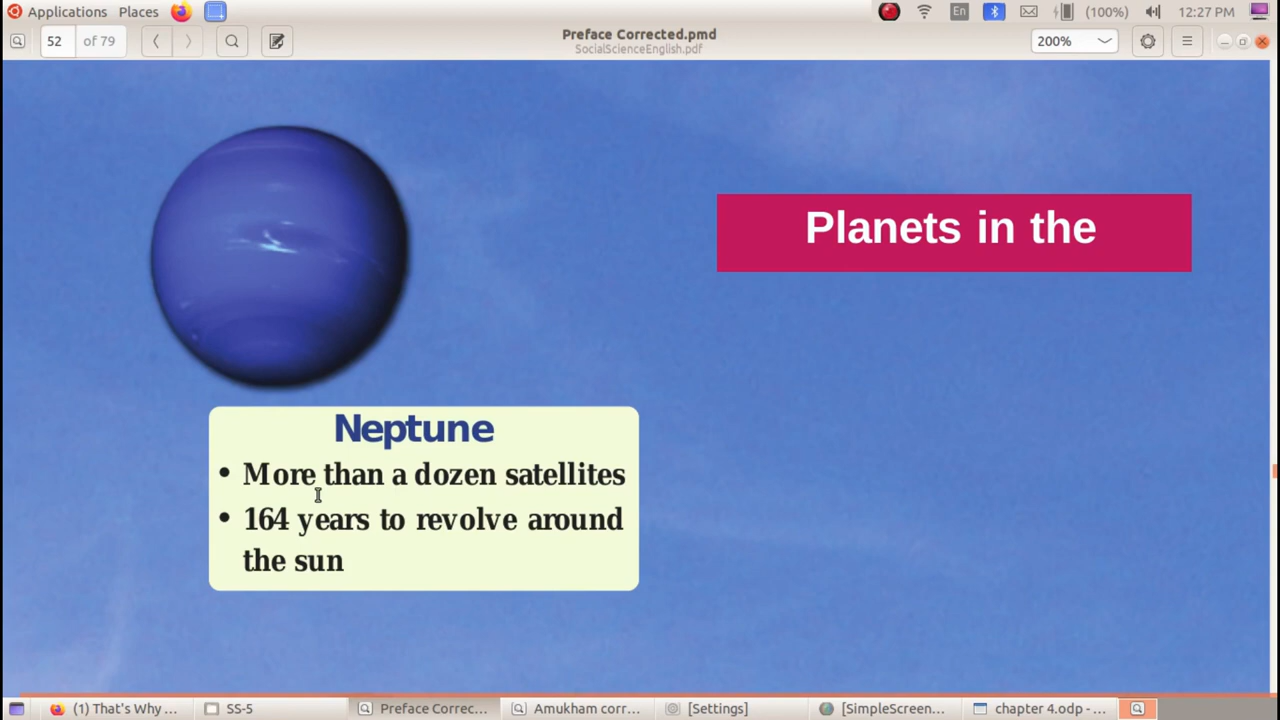 Applications Places En (100%) 12:27 PM
52 of 79 Preface Corrected.pmd 200%
SocialScienceEnglish.pdf
Planets in the
Neptune
• More than a dozen satellites
• 164 years to revolve around
the sun
(1) That's Why ... SS-5 Preface Correc... Amukham corr... [Settings] [SimpleScreen... chapter 4.odp - ...